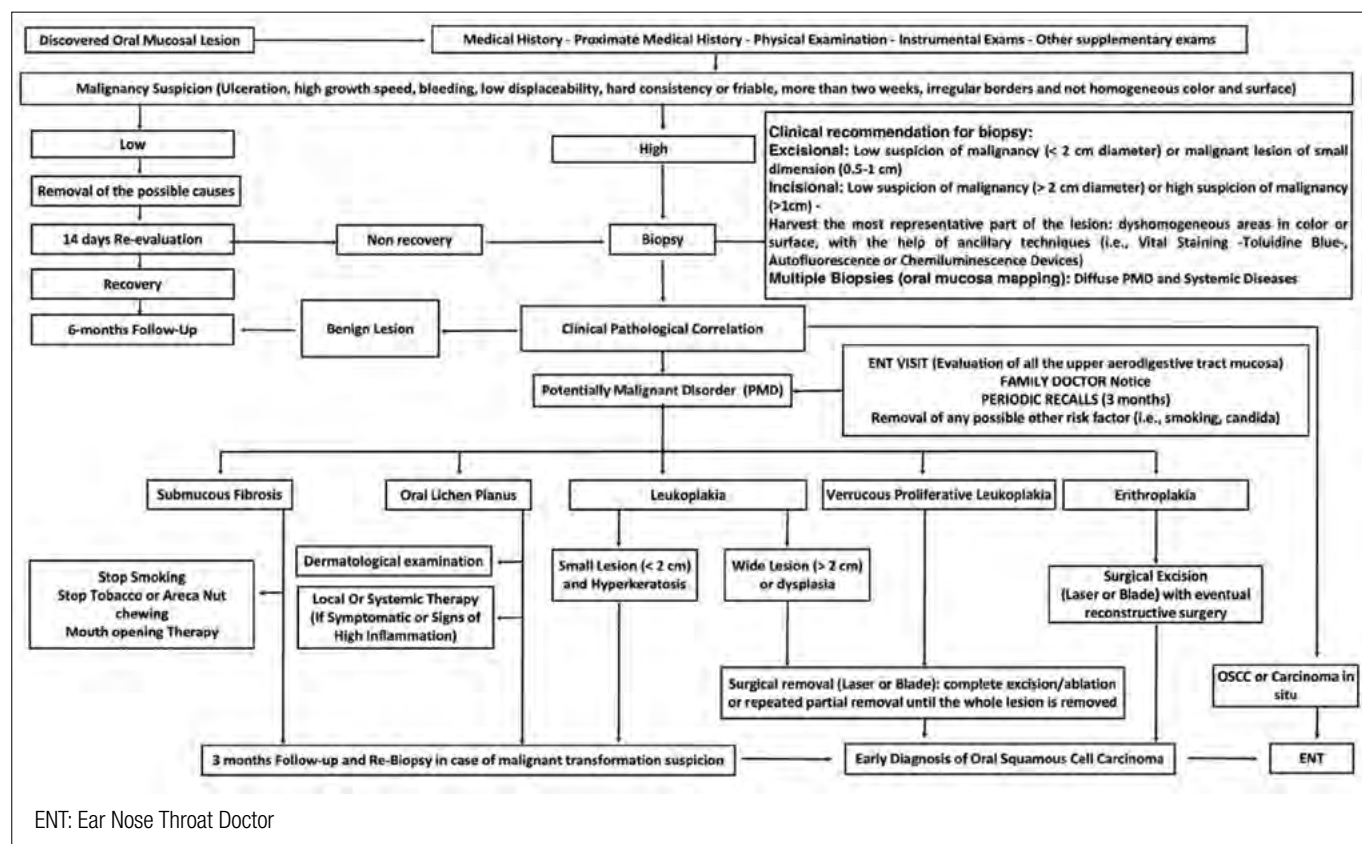 Discovered Oral Mucosal Lesion
Medical History - Proximate Medical History - Physical Examination - Instrumental Exams - Other supplementary exams
Malignancy Suspicion (Ulceration, high growth speed, bleeding, low displaceability, hard consistency or friable, more than two weeks, irregular borders and not homogeneous color and surface)
Low
High
Clinical recommendation for biopsy:
Excisional: Low suspicion of malignancy (< 2 cm diameter) or malignant lesion of small
dimension (0.5-1 cm)
Incisional: Low suspicion of malignancy (> 2 cm diameter) or high suspicion of malignancy
(>1cm) -
Harvest the most representative part of the lesion: dyshomogeneous areas in color or
surface, with the help of ancillary techniques (i.e., Vital Staining -Toluidine Blue-,
Autofluorescence or Chemiluminescence Devices)
Multiple Biopsies (oral mucosa mapping): Diffuse PMD and Systemic Diseases
Removal of the possible causes
14 days Re-evaluation
Non recovery
Biopsy
Recovery
6-months Follow-Up
Benign Lesion
Clinical Pathological Correlation
ENT VISIT (Evaluation of all the upper aerodigestive tract mucosa)
FAMILY DOCTOR Notice
PERIODIC RECALLS (3 months)
Removal of any possible other risk factor (i.e., smoking, candida)
Potentially Malignant Disorder (PMD)
Submucous Fibrosis
Oral Lichen Planus
Leukoplakia
Verrucous Proliferative Leukoplakia
Erithroplakia
Stop Smoking
Stop Tobacco or Areca Nut
chewing
Mouth opening Therapy
Dermatological examination
Local Or Systemic Therapy
(If Symptomatic or Signs of
High Inflammation)
Small Lesion (< 2 cm)
and Hyperkeratosis
Wide Lesion (> 2 cm)
or dysplasia
Surgical Excision
(Laser or Blade) with eventual
reconstructive surgery
Surgical removal (Laser or Blade): complete excision/ablation
or repeated partial removal until the whole lesion is removed
OSCC or Carcinoma in
situ
3 months Follow-up and Re-Biopsy in case of malignant transformation suspicion
Early Diagnosis of Oral Squamous Cell Carcinoma
ENT
ENT: Ear Nose Throat Doctor